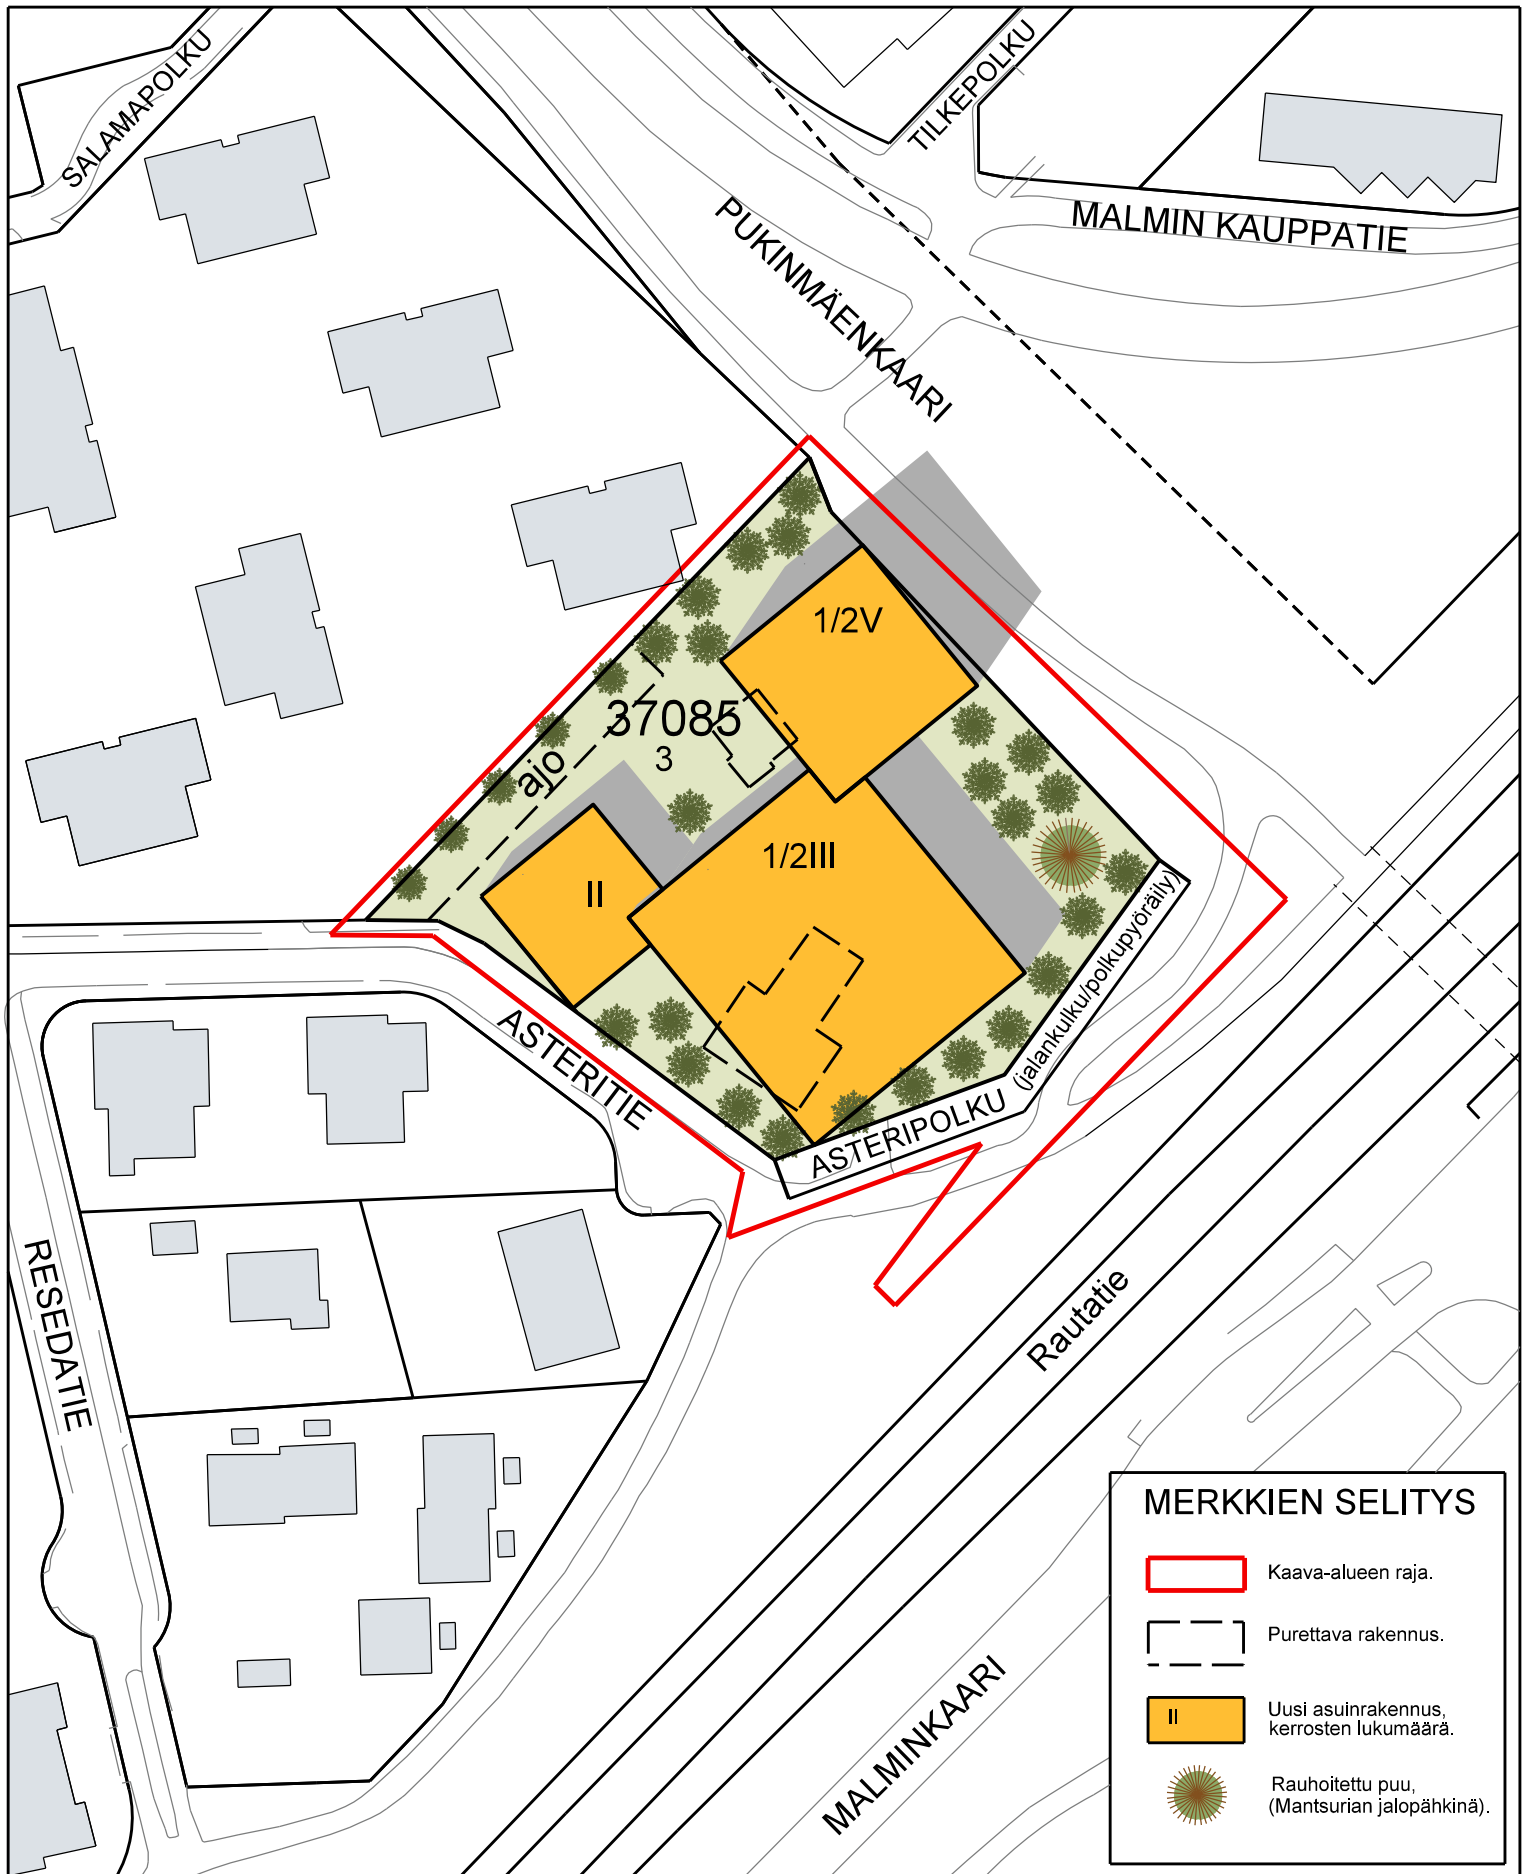 SALAMAPOLKU
TILKEPOLKU
MALMIN KAUPPATIE
PUKINMÄENKAARI
1/2V
37085
3
ajo
1/2III
II
ASTERITIE
ASTERIPOLKU (jalankulku/polkupyöräily)
RESEDATIE
Rautatie
MALMINKAARI
MERKKIEN SELITYS
Kaava-alueen raja.
Purettava rakennus.
II
Uusi asuinrakennus,
kerrosten lukumäärä.
Rauhoitettu puu,
(Mantsurian jalopähkinä).